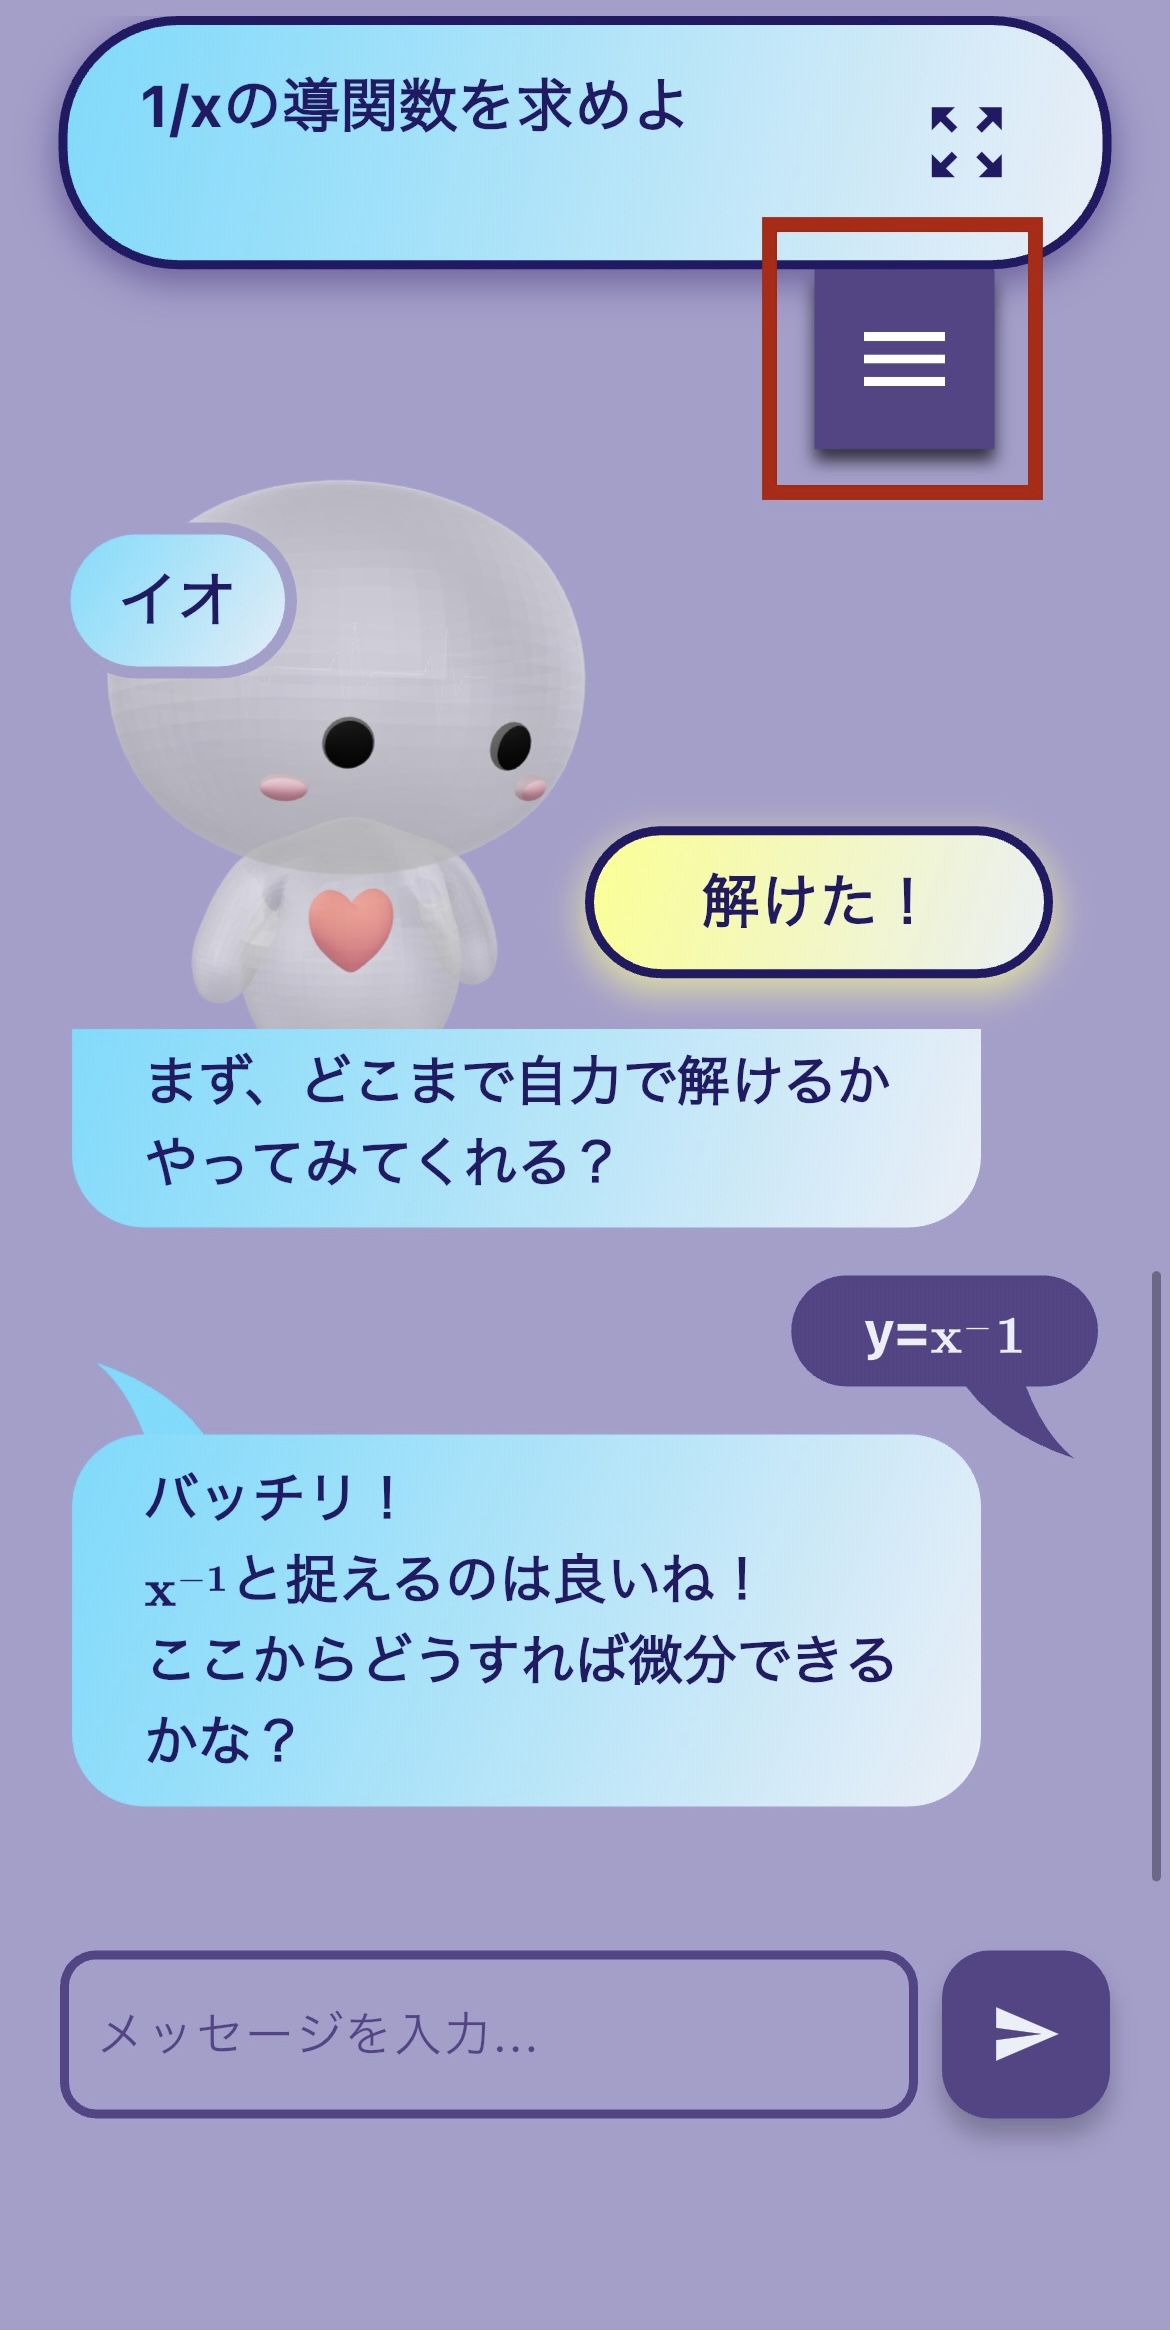 1/xの導関数を求めよ
イオ
解けた！
まず、どこまで自力で解けるか
やってみてくれる？
y=x⁻1
バッチリ！
x⁻¹と捉えるのは良いね！
ここからどうすれば微分できる
かな？
メッセージを入力...